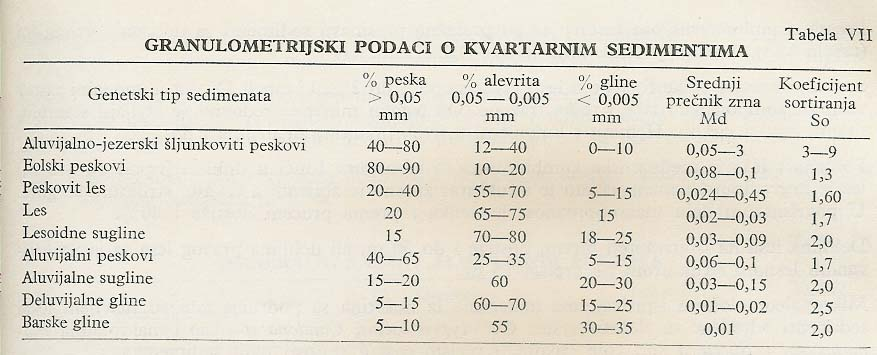 Tabela VII
GRANULOMETRIJSKI PODACI O KVARTARNIM SEDIMENTIMA
Genetski tip sedimenata % peska > 0,05 mm % alevrita 0,05 — 0,005 mm % gline < 0,005 mm Srednji prečnik zrna Md Koeficijent sortiranja So
Aluvijalno-jezerski šljunkoviti peskovi 40—80 12—40 0—10 0,05—3 3—9
Eolski peskovi 80—90 10—20 0,08—0,1 1,3
Peskovit les 20—40 55—70 5—15 0,024—0,45 1,60
Les 20 65—75 15 0,02—0,03 1,7
Lesoidne sugline 15 70—80 18—25 0,03—0,09 2,0
Aluvijalni peskovi 40—65 25—35 5—15 0,06—0,1 1,7
Aluvijalne sugline 15—20 60 20—30 0,03—0,15 2,0
Deluvijalne gline 5—15 60—70 15—25 0,01—0,02 2,5
Barske gline 5—10 55 30—35 0,01 2,0